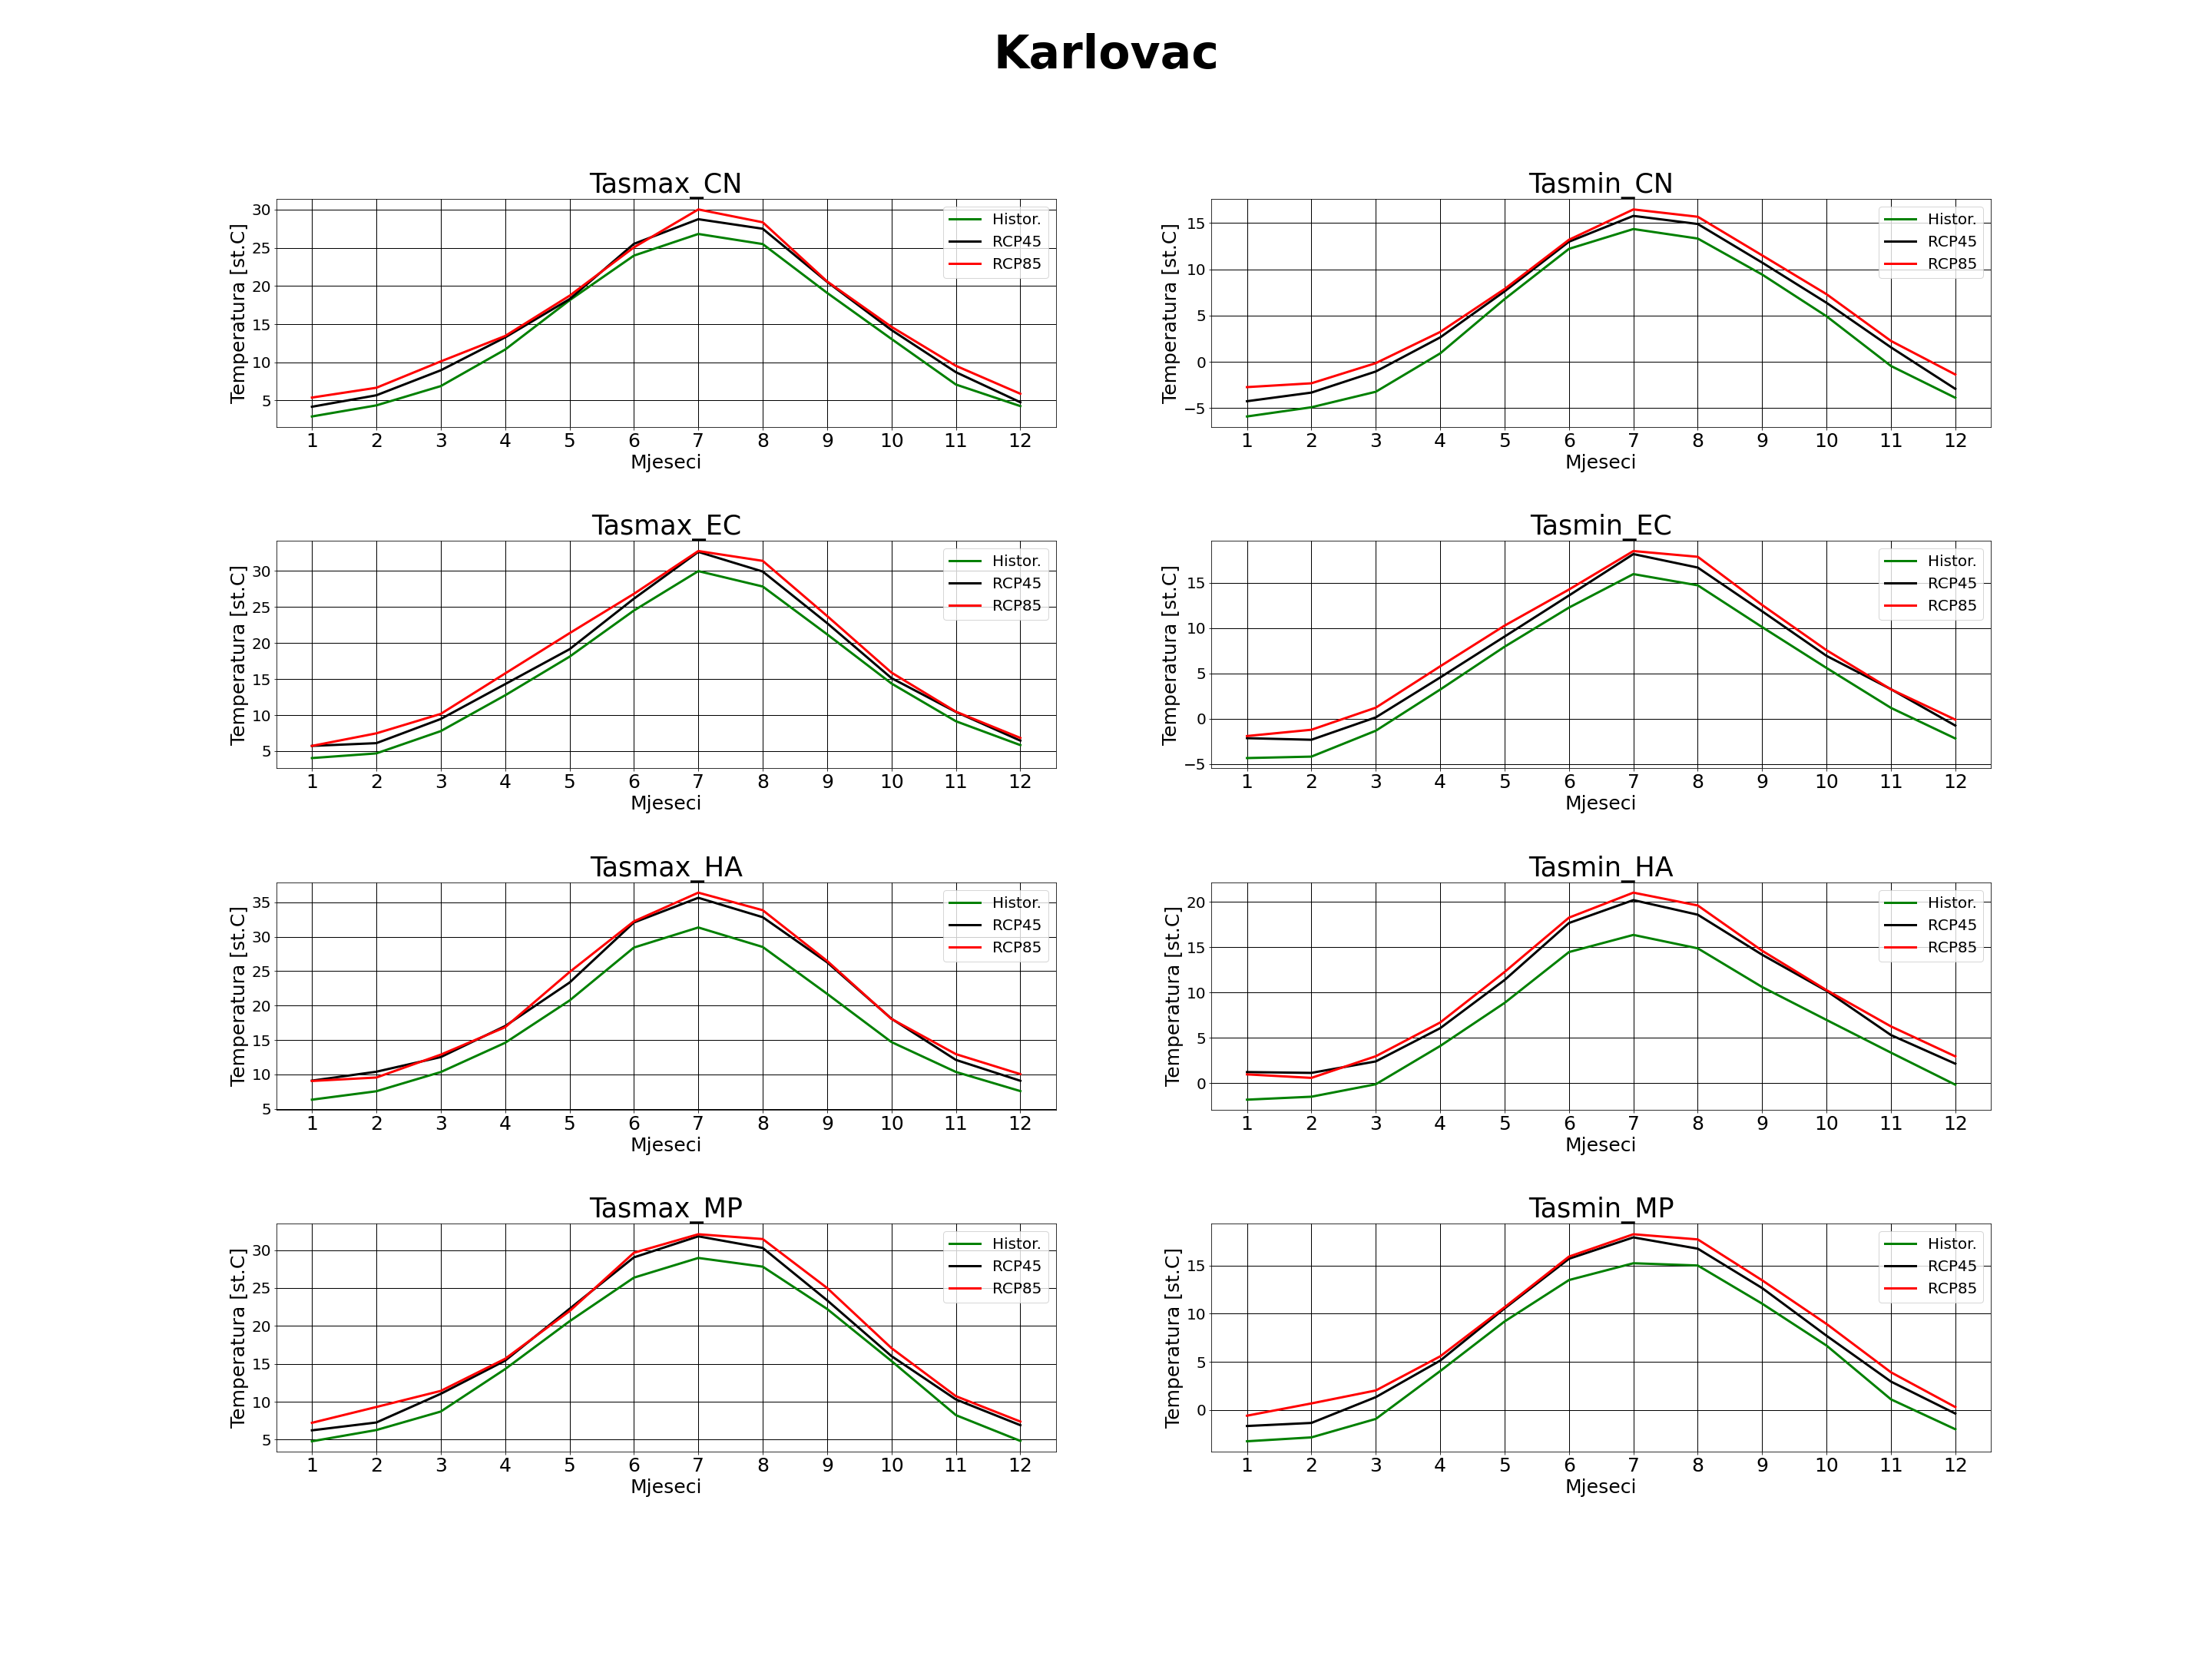 Karlovac
Tasmax_CN
Temperatura [st.C]
30
25
20
15
10
5
Histor.
RCP45
RCP85
1 2 3 4 5 6 7 8 9 10 11 12
Mjeseci
Tasmin_CN
Temperatura [st.C]
15
10
5
0
−5
Histor.
RCP45
RCP85
1 2 3 4 5 6 7 8 9 10 11 12
Mjeseci
Tasmax_EC
Temperatura [st.C]
30
25
20
15
10
5
Histor.
RCP45
RCP85
1 2 3 4 5 6 7 8 9 10 11 12
Mjeseci
Tasmin_EC
Temperatura [st.C]
15
10
5
0
−5
Histor.
RCP45
RCP85
1 2 3 4 5 6 7 8 9 10 11 12
Mjeseci
Tasmax_HA
Temperatura [st.C]
35
30
25
20
15
10
5
Histor.
RCP45
RCP85
1 2 3 4 5 6 7 8 9 10 11 12
Mjeseci
Tasmin_HA
Temperatura [st.C]
20
15
10
5
0
Histor.
RCP45
RCP85
1 2 3 4 5 6 7 8 9 10 11 12
Mjeseci
Tasmax_MP
Temperatura [st.C]
30
25
20
15
10
5
Histor.
RCP45
RCP85
1 2 3 4 5 6 7 8 9 10 11 12
Mjeseci
Tasmin_MP
Temperatura [st.C]
15
10
5
0
Histor.
RCP45
RCP85
1 2 3 4 5 6 7 8 9 10 11 12
Mjeseci